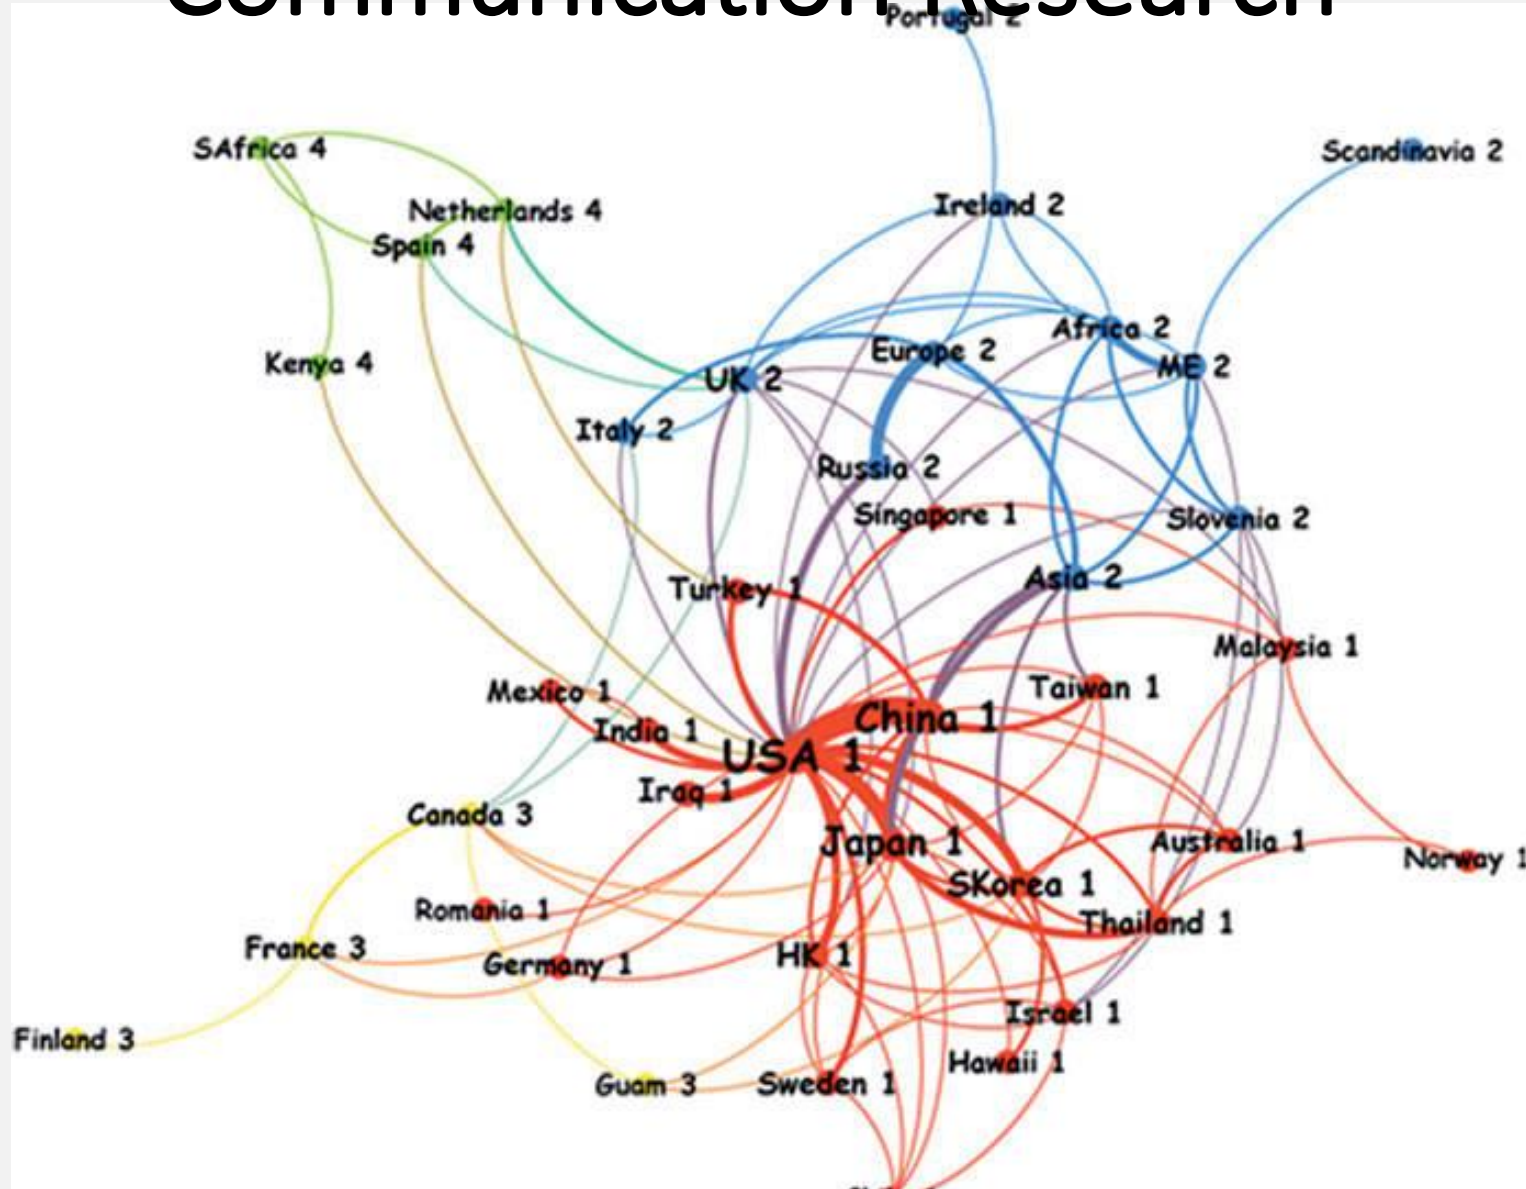 Communication Research
Portugal 2
SAfrica 4
Scandinavia 2
Netherlands 4
Ireland 2
Spain 4
Africa 2
Europe 2
Kenya 4
ME 2
UK 2
Italy 2
Russia 2
Singapore 1
Slovenia 2
Asia 2
Turkey 1
Malaysia 1
Mexico 1
Taiwan 1
China 1
India 1
USA 1
Iraq 1
Canada 3
Japan 1
Australia 1
Norway 1
SKorea 1
Romania 1
Thailand 1
France 3
HK 1
Germany 1
Israel 1
Finland 3
Hawaii 1
Guam 3
Sweden 1